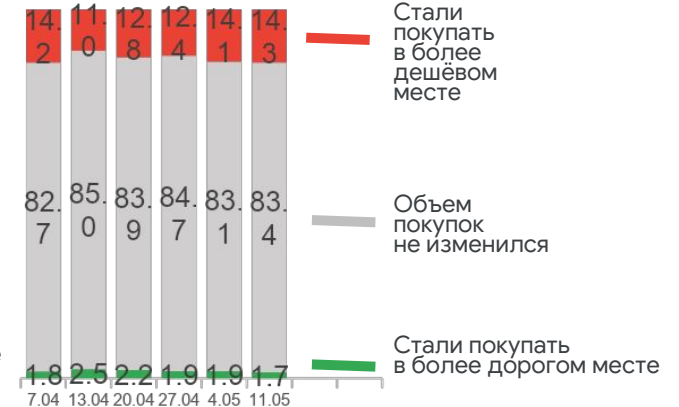 14.2 11.0 12.8 12.4 14.1 14.3
Стали
покупать
в более
дешёвом
месте
82.7 85.0 83.9 84.7 83.1 83.4
Объем
покупок
не изменился
Стали покупать
в более дорогом месте
1.8 2.5 2.2 1.9 1.9 1.7
7.04 13.04 20.04 27.04 4.05 11.05